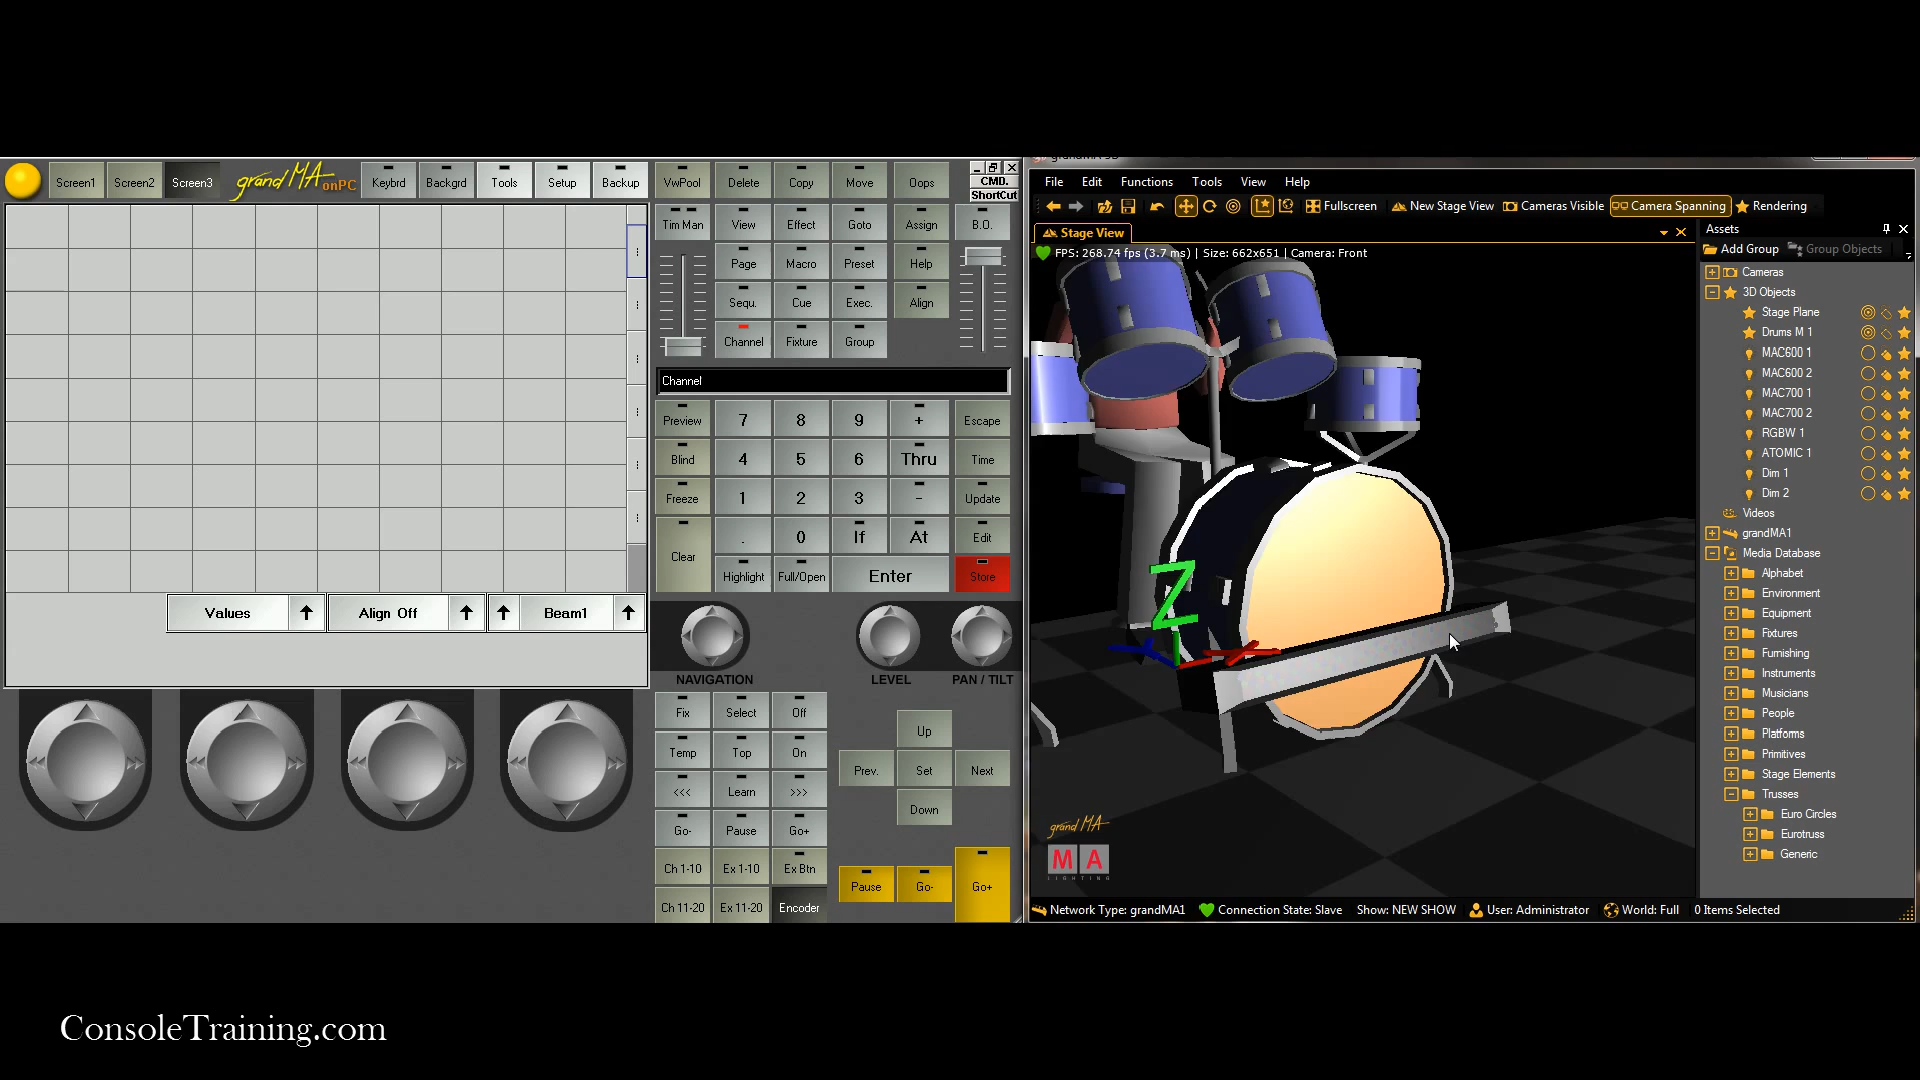 Screen1 Screen2 Screen3 grandMA onPC Keybrd Backgrd Tools Setup Backup
VwPool Delete Copy Move Oops CMD. ShortCut
Tim Man View Effect Goto Assign B.O.
Page Macro Preset Help
Sequ. Cue Exec. Align
Channel Fixture Group
Channel
Preview 7 8 9 + Escape
Blind 4 5 6 Thru Time
Freeze 1 2 3 - Update
Clear . 0 If At Edit
Highlight Full/Open Enter Store
Values Align Off Beam1
NAVIGATION LEVEL PAN / TILT
Fix Select Off
Temp Top On
<<< Learn >>>
Go- Pause Go+
Ch 1-10 Ex 1-10 Ex Btn
Ch 11-20 Ex 11-20 Encoder
Up
Prev. Set Next
Down
Pause Go- Go+
File Edit Functions Tools View Help
Fullscreen New Stage View Cameras Visible Camera Spanning Rendering
Stage View
FPS: 268.74 fps (3.7 ms) | Size: 662x651 | Camera: Front
Z
grandMA
MA
LIGHTING
Assets
Add Group Group Objects
Cameras
3D Objects
Stage Plane
Drums M 1
MAC600 1
MAC600 2
MAC700 1
MAC700 2
RGBW 1
ATOMIC 1
Dim 1
Dim 2
Videos
grandMA1
Media Database
Alphabet
Environment
Equipment
Fixtures
Furnishing
Instruments
Musicians
People
Platforms
Primitives
Stage Elements
Trusses
Euro Circles
Eurotruss
Generic
Network Type: grandMA1 Connection State: Slave Show: NEW SHOW User: Administrator World: Full 0 Items Selected
ConsoleTraining.com